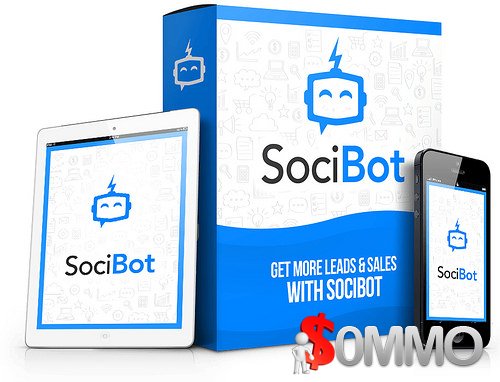 SociBot
GET MORE LEADS & SALES
WITH SOCIBOT
SociBot
SociBot
$OMMO